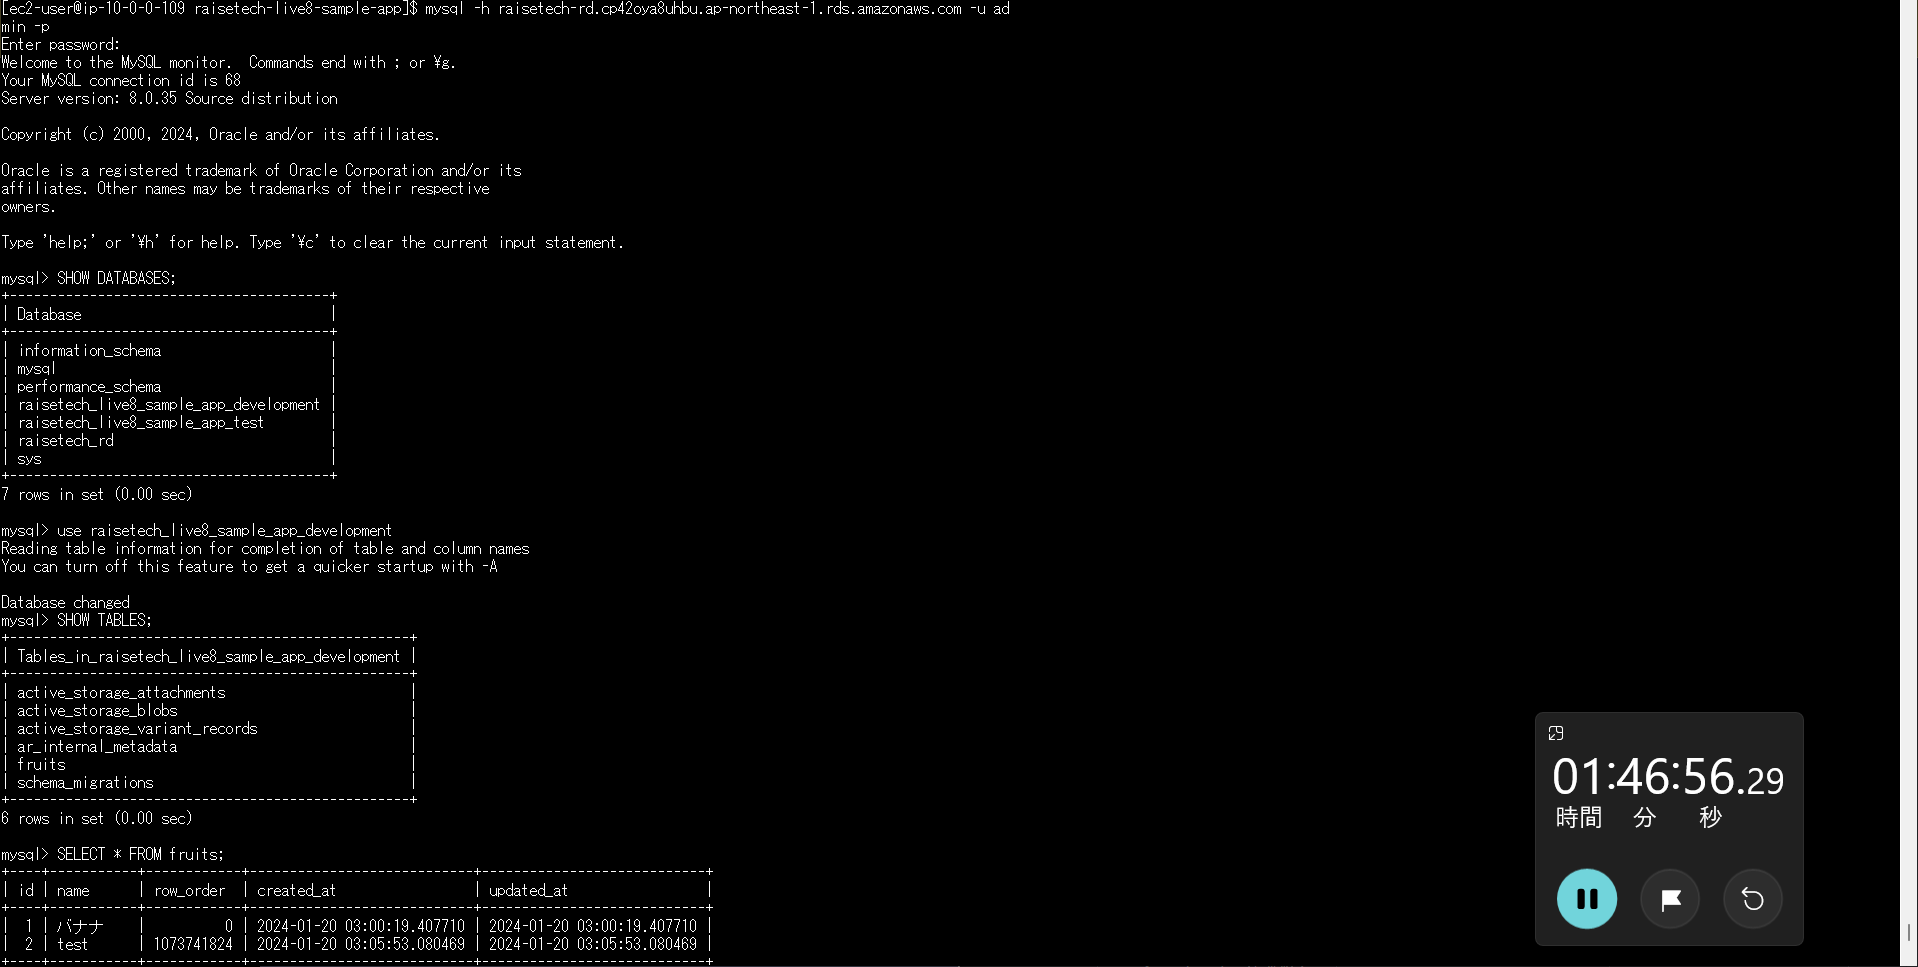 [ec2-user@ip-10-0-0-109 raisetech-live8-sample-app]$ mysql -h raisetech-rd.cp42oya8uhbu.ap-northeast-1.rds.amazonaws.com -u ad
min -p
Enter password:
Welcome to the MySQL monitor.  Commands end with ; or ¥g.
Your MySQL connection id is 68
Server version: 8.0.35 Source distribution

Copyright (c) 2000, 2024, Oracle and/or its affiliates.

Oracle is a registered trademark of Oracle Corporation and/or its
affiliates. Other names may be trademarks of their respective
owners.

Type 'help;' or '¥h' for help. Type '¥c' to clear the current input statement.

mysql> SHOW DATABASES;
+----------------------------------------+
| Database                               |
+----------------------------------------+
| information_schema                     |
| mysql                                  |
| performance_schema                     |
| raisetech_live8_sample_app_development |
| raisetech_live8_sample_app_test        |
| raisetech_rd                           |
| sys                                    |
+----------------------------------------+
7 rows in set (0.00 sec)

mysql> use raisetech_live8_sample_app_development
Reading table information for completion of table and column names
You can turn off this feature to get a quicker startup with -A

Database changed
mysql> SHOW TABLES;
+--------------------------------------------------+
| Tables_in_raisetech_live8_sample_app_development |
+--------------------------------------------------+
| active_storage_attachments                       |
| active_storage_blobs                             |
| active_storage_variant_records                   |
| ar_internal_metadata                             |
| fruits                                           |
| schema_migrations                                |
+--------------------------------------------------+
6 rows in set (0.00 sec)

mysql> SELECT * FROM fruits;
+----+-----------+------------+----------------------------+----------------------------+
| id | name      | row_order  | created_at                 | updated_at                 |
+----+-----------+------------+----------------------------+----------------------------+
|  1 | バナナ    |          0 | 2024-01-20 03:00:19.407710 | 2024-01-20 03:00:19.407710 |
|  2 | test      | 1073741824 | 2024-01-20 03:05:53.080469 | 2024-01-20 03:05:53.080469 |
+----+-----------+------------+----------------------------+----------------------------+
01:46:56.29
時間 分 秒